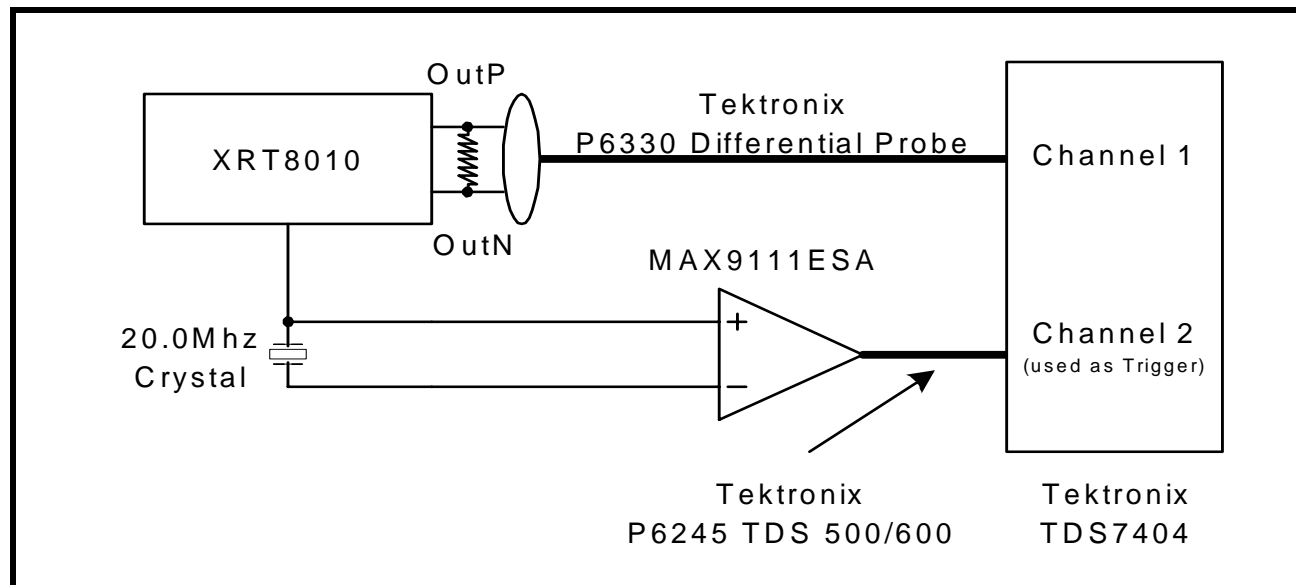 OutP
XRT8010
OutN
Tektronix
P6330 Differential Probe
Channel 1
MAX9111ESA
+
−
20.0Mhz
Crystal
Channel 2
(used as Trigger)
Tektronix
P6245 TDS 500/600
Tektronix
TDS7404